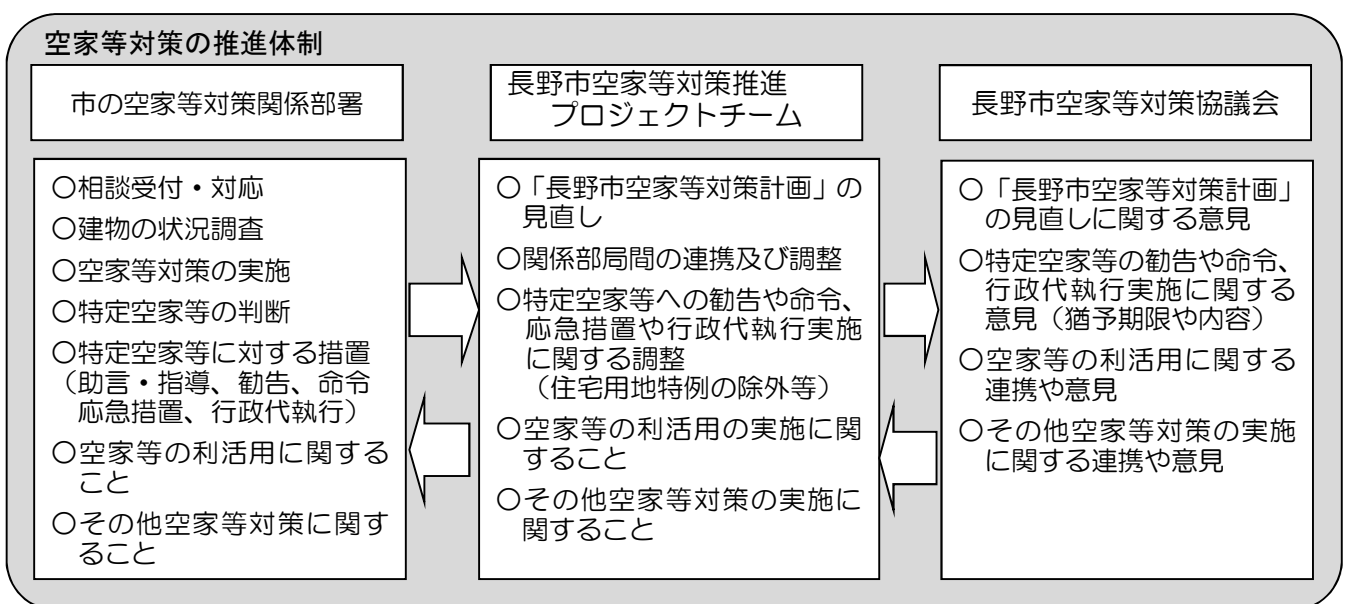 空家等対策の推進体制
市の空家等対策関係部署
○相談受付・対応
○建物の状況調査
○空家等対策の実施
○特定空家等の判断
○特定空家等に対する措置
（助言・指導、勧告、命令
応急措置、行政代執行）
○空家等の利活用に関する
こと
○その他空家等対策に関す
ること
長野市空家等対策推進
プロジェクトチーム
○「長野市空家等対策計画」の
見直し
○関係部局間の連携及び調整
○特定空家等への勧告や命令、
応急措置や行政代執行実施
に関する調整
（住宅用地特例の除外等）
○空家等の利活用の実施に関
すること
○その他空家等対策の実施に
関すること
長野市空家等対策協議会
○「長野市空家等対策計画」
の見直しに関する意見
○特定空家等の勧告や命令、
行政代執行実施に関する
意見（猶予期限や内容）
○空家等の利活用に関する
連携や意見
○その他空家等対策の実施
に関する連携や意見